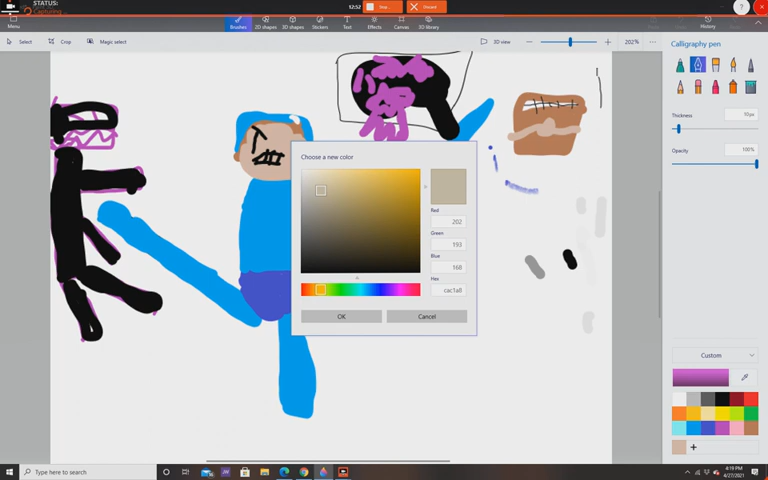 STATUS:
Capturing...
12:52
Stop...
Discard
?
Menu
Brushes
2D shapes
3D shapes
Stickers
Text
Effects
Canvas
3D library
History
Select
Crop
Magic select
3D view
202%
Calligraphy pen
Thickness
10px
Opacity
100%
Choose a new color
Red
202
Green
193
Blue
168
Hex
cac1a8
OK
Cancel
Custom
Type here to search
4:19 PM
4/27/2021